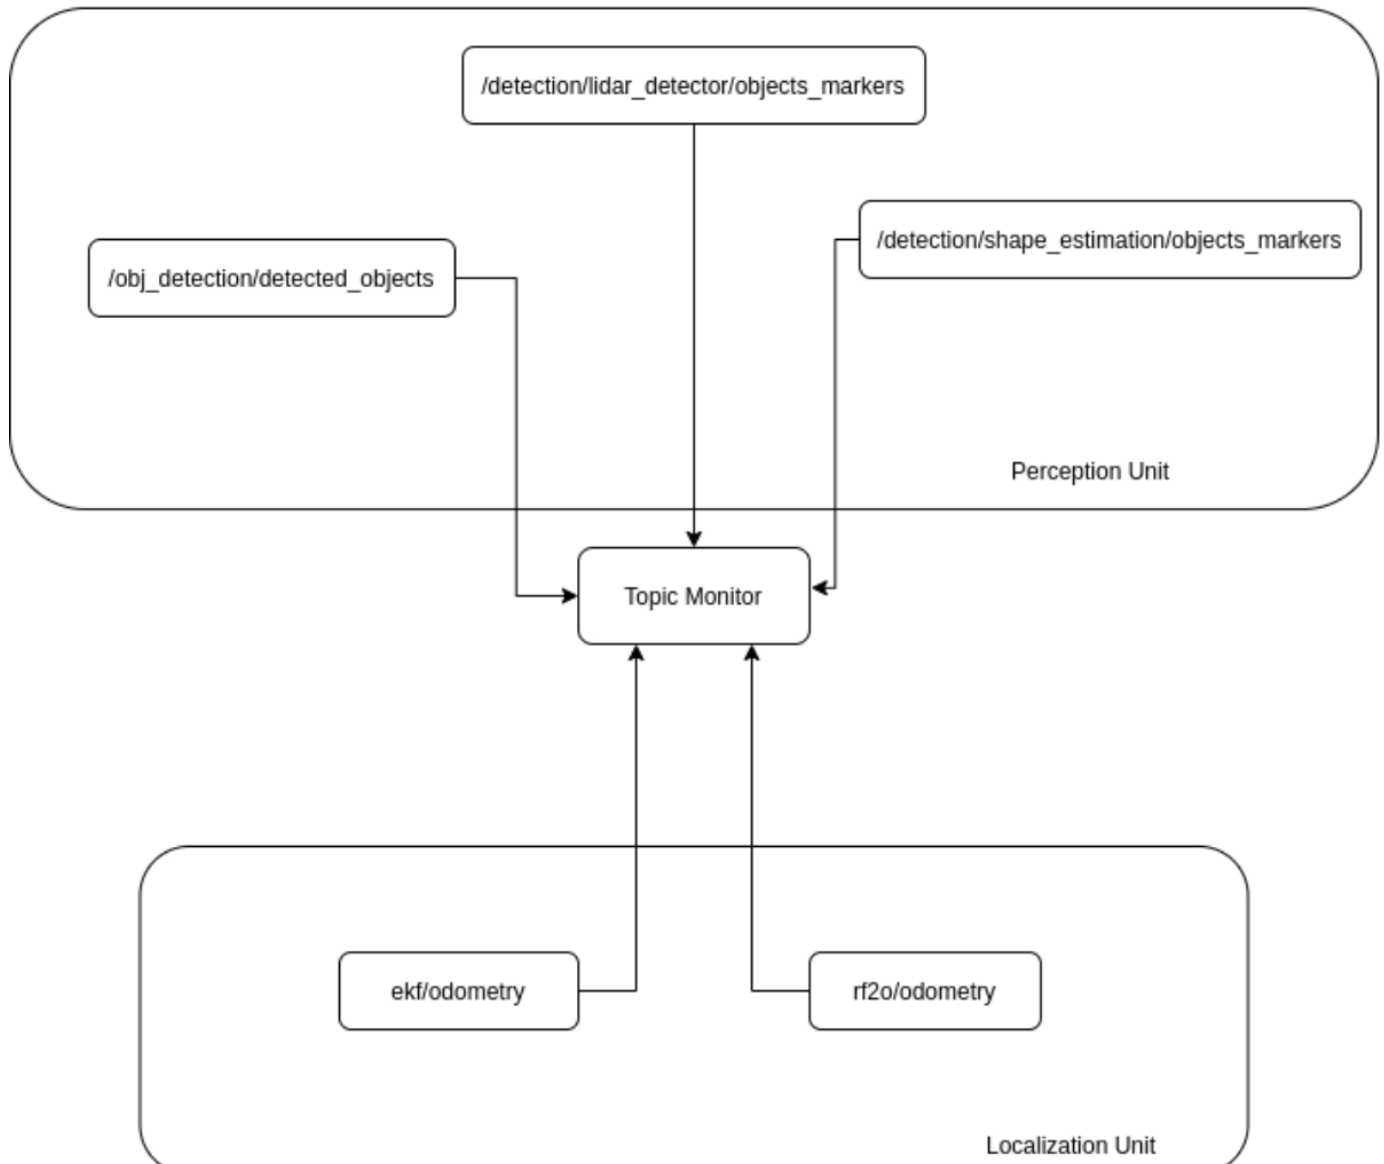 /detection/lidar_detector/objects_markers
/detection/shape_estimation/objects_markers
/obj_detection/detected_objects
Perception Unit
Topic Monitor
ekf/odometry
rf2o/odometry
Localization Unit